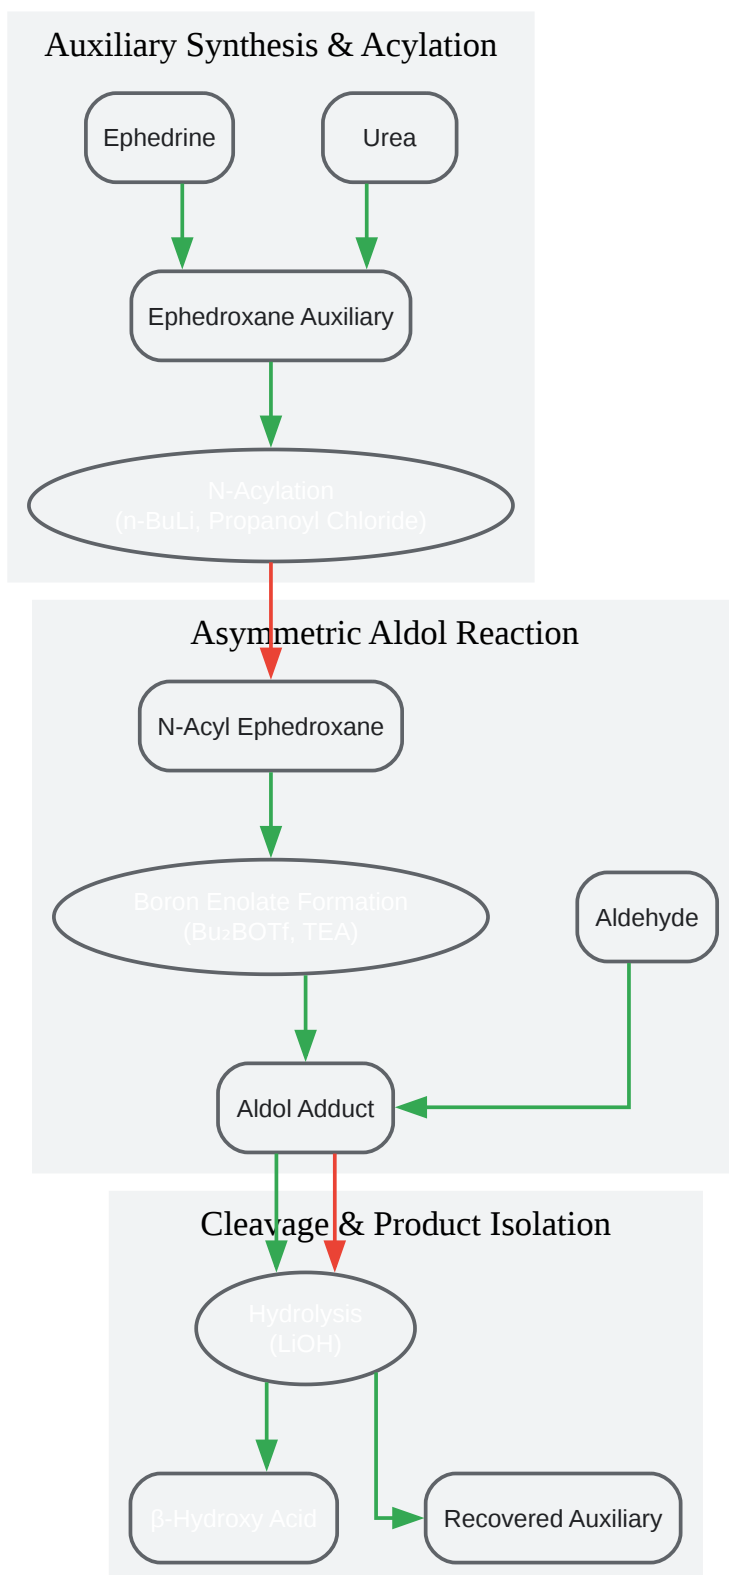 Auxiliary Synthesis & Acylation
Ephedrine
Urea
Ephedroxane Auxiliary
N-Acylation
(n-BuLi, Propanoyl Chloride)
Asymmetric Aldol Reaction
N-Acyl Ephedroxane
Boron Enolate Formation
(Bu₂BOTf, TEA)
Aldehyde
Aldol Adduct
Cleavage & Product Isolation
Hydrolysis
(LiOH)
β-Hydroxy Acid
Recovered Auxiliary